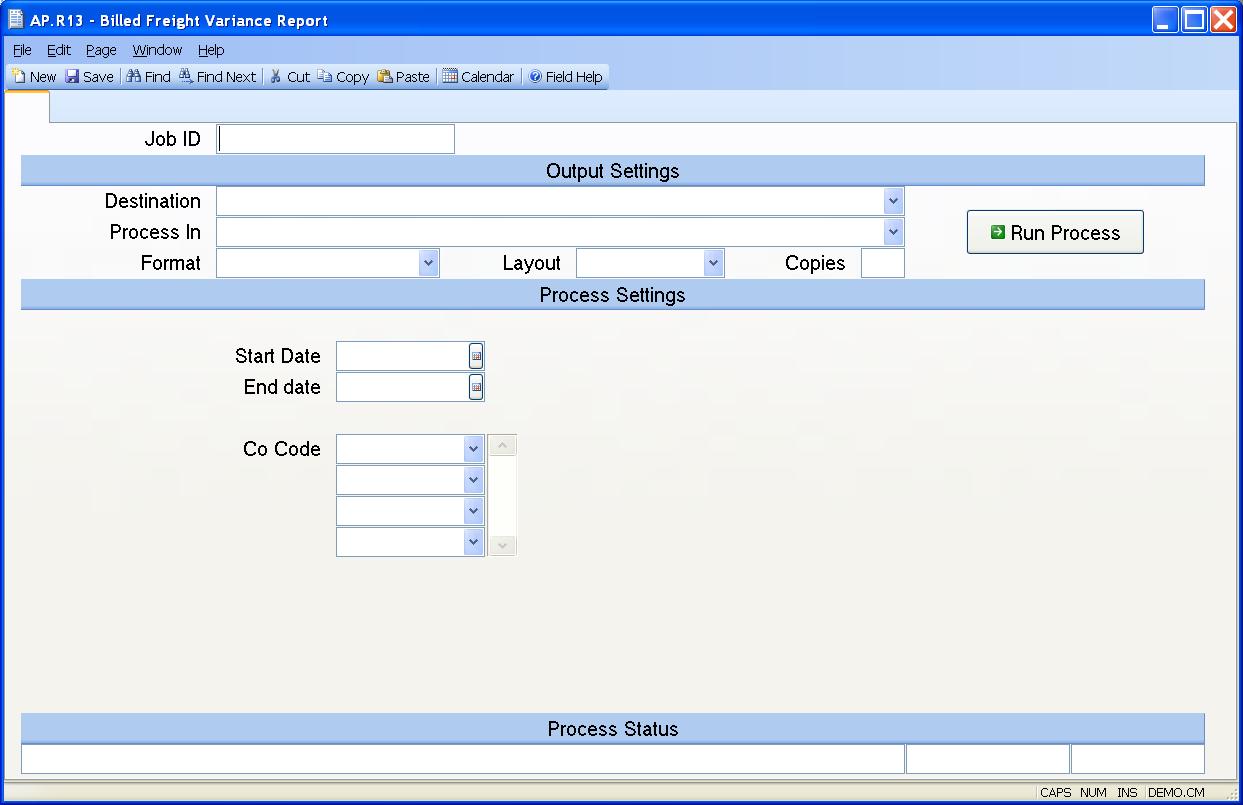 AP.R13 - Billed Freight Variance Report
File Edit Page Window Help
New Save Find Find Next Cut Copy Paste Calendar Field Help
Job ID
Output Settings
Destination
Process In
Run Process
Format Layout Copies
Process Settings
Start Date
End date
Co Code
Process Status
CAPS NUM INS DEMO.CM